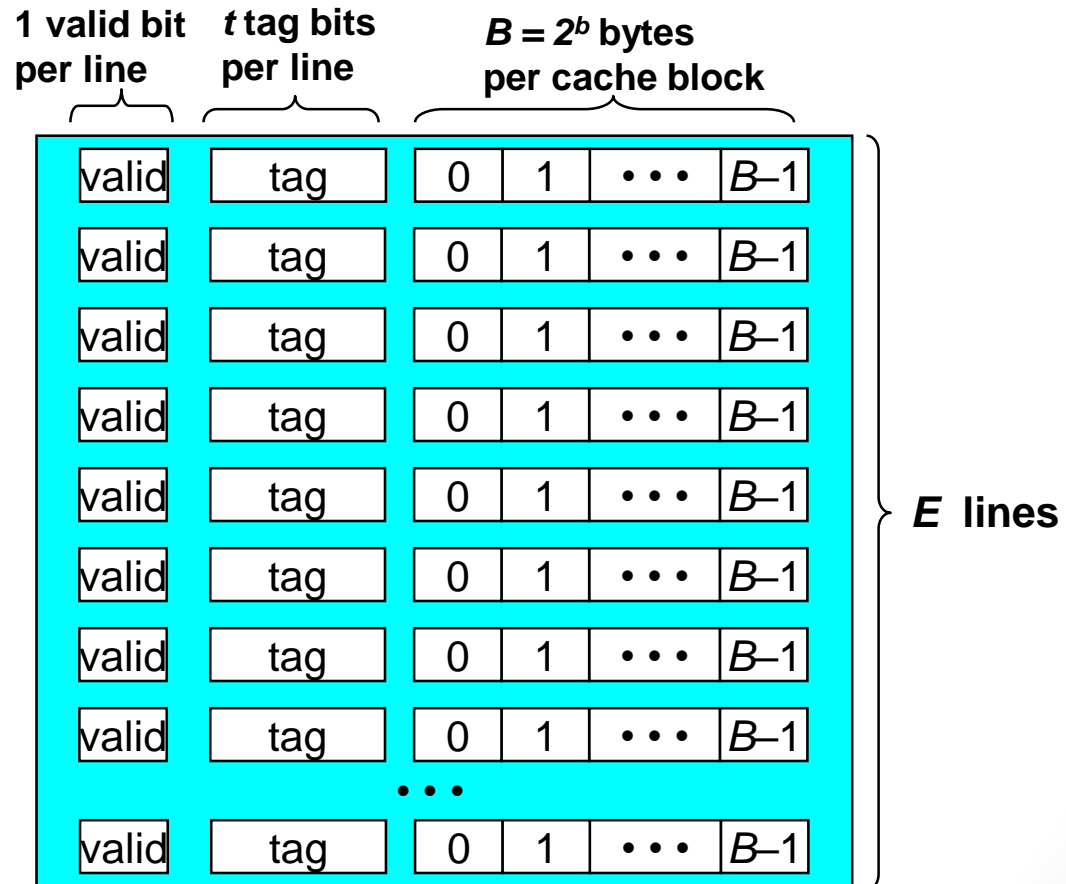 1 valid bit per line
t tag bits per line
B = 2^b bytes per cache block
valid tag 0 1 • • • B–1
valid tag 0 1 • • • B–1
valid tag 0 1 • • • B–1
valid tag 0 1 • • • B–1
valid tag 0 1 • • • B–1
E lines
valid tag 0 1 • • • B–1
valid tag 0 1 • • • B–1
valid tag 0 1 • • • B–1
• • •
valid tag 0 1 • • • B–1